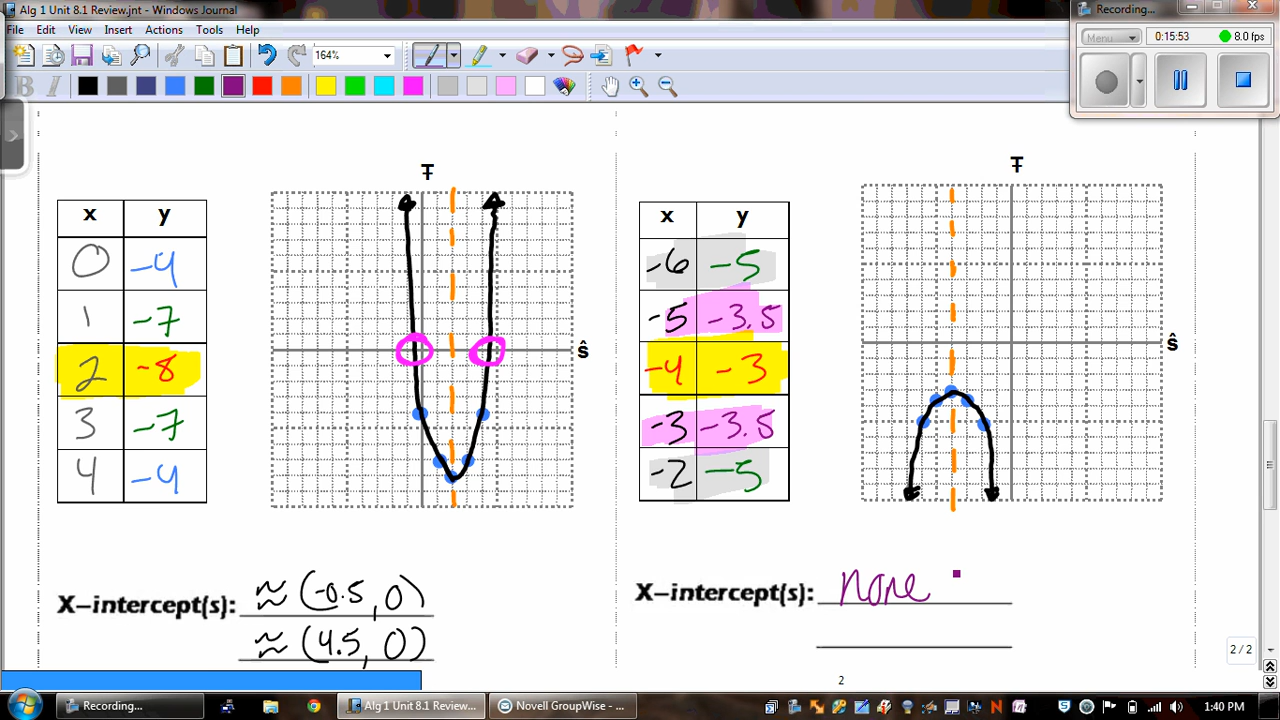 Alg 1 Unit 8.1 Review.jnt - Windows Journal
Recording...
File Edit View Insert Actions Tools Help
Menu
0:15:53
8.0 fps
164%
B I
Ŧ
Ŧ
x y
0 -4
1 -7
2 -8
3 -7
4 -4
ŝ
x y
-6 -5
-5 -3.5
-4 -3
-3 -3.5
-2 -5
ŝ
X-intercept(s): ≈ (-0.5, 0)
≈ (4.5, 0)
X-intercept(s): none
2 / 2
2
Recording...
Alg 1 Unit 8.1 Review...
Novell GroupWise - ...
1:40 PM